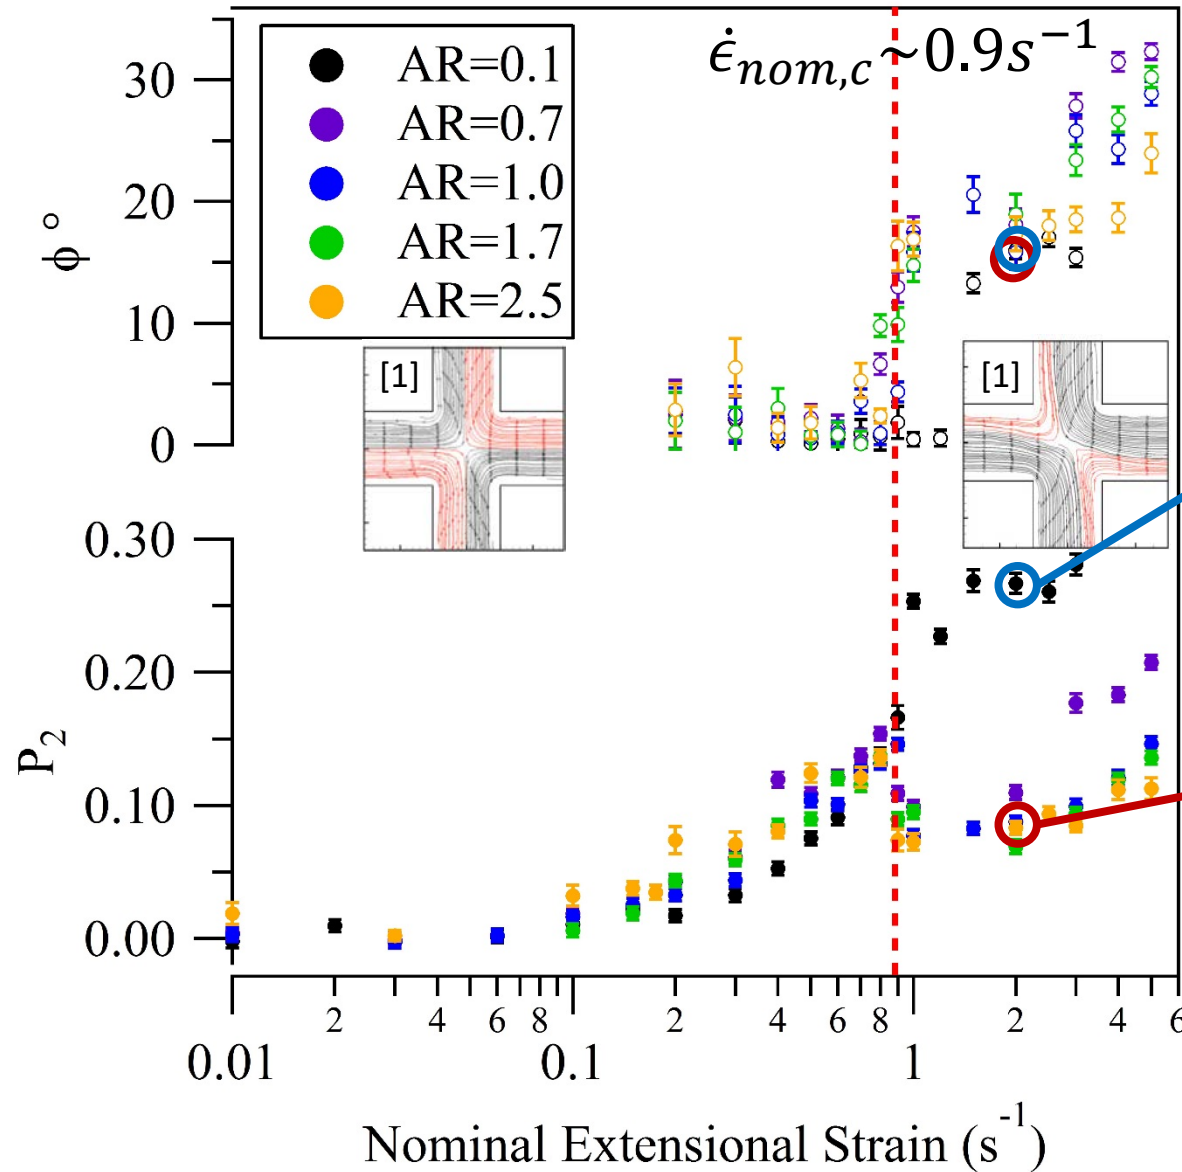 ϵ̇nom,c~0.9s⁻¹
AR=0.1
AR=0.7
AR=1.0
AR=1.7
AR=2.5
30
20
10
0
ϕ°
[1]
[1]
0.30
0.20
0.10
0.00
P₂
2 4 6 8 2 4 6 8 2 4 6
0.01 0.1 1
Nominal Extensional Strain (s⁻¹)